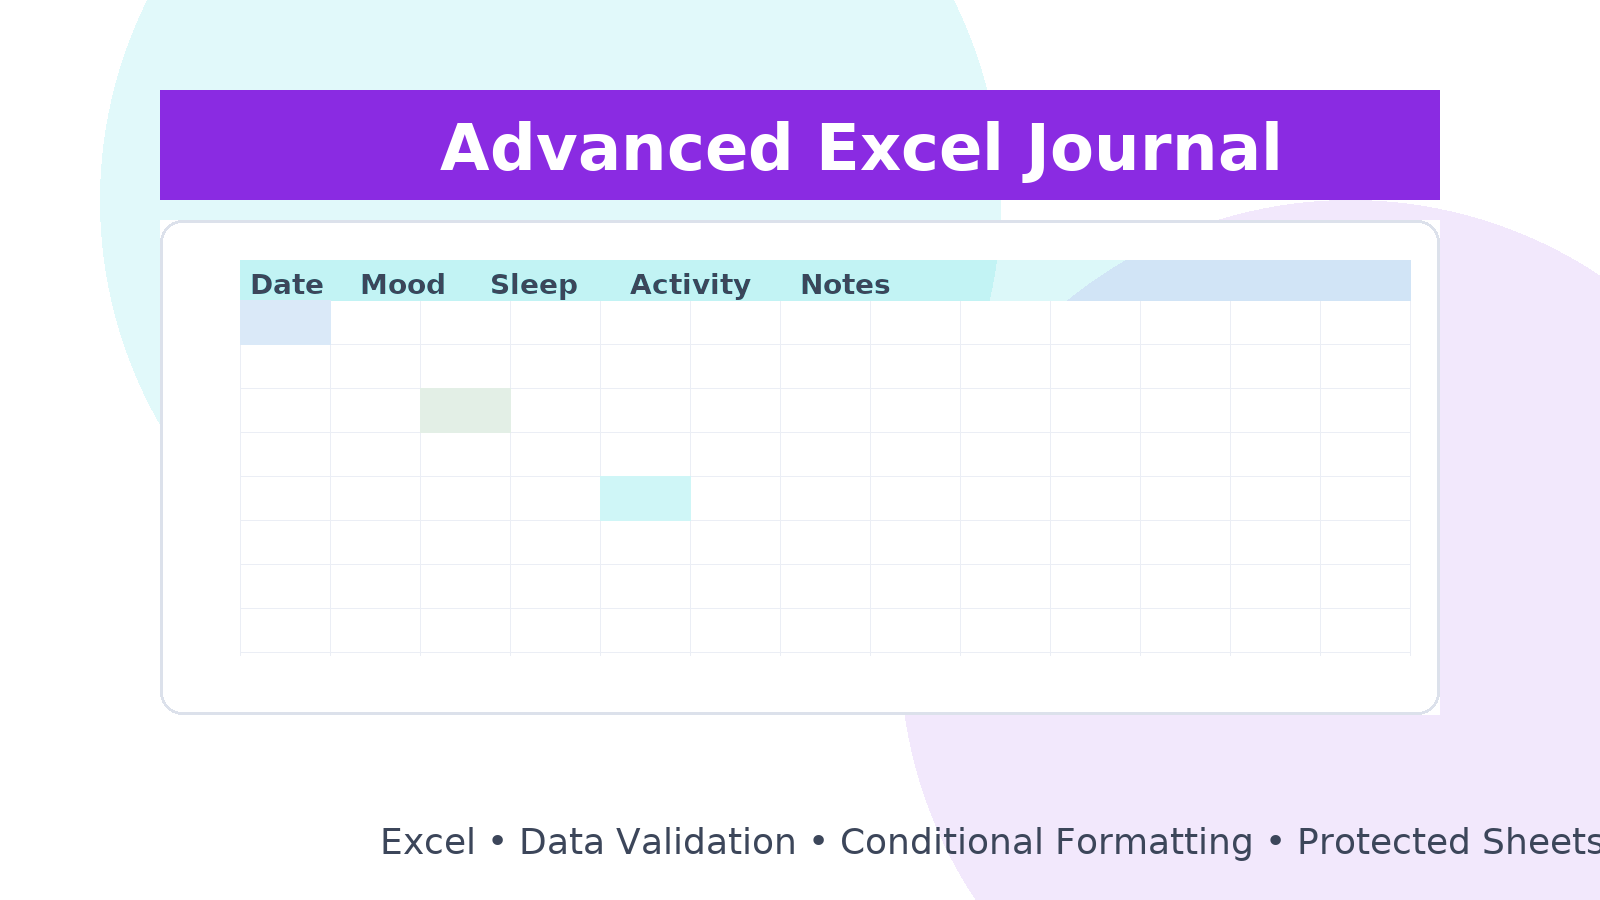 Advanced Excel Journal
Date Mood Sleep Activity Notes
Excel • Data Validation • Conditional Formatting • Protected Sheets